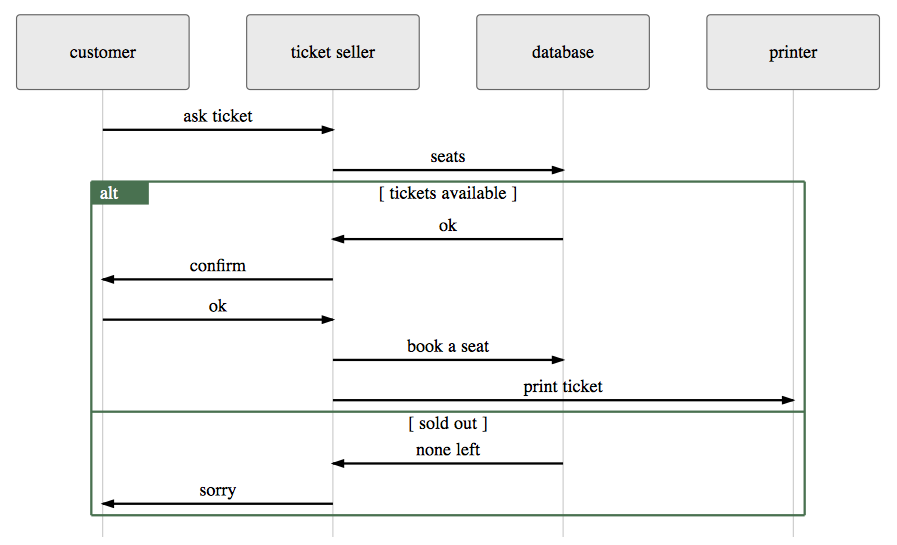 customer
ticket seller
database
printer
ask ticket
seats
alt
[ tickets available ]
ok
confirm
ok
book a seat
print ticket
[ sold out ]
none left
sorry